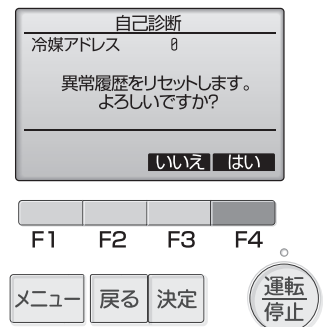 自己診断
冷媒アドレス 0
異常履歴をリセットします。
よろしいですか?
いいえ はい
F1 F2 F3 F4
メニュー 戻る 決定
運転
停止